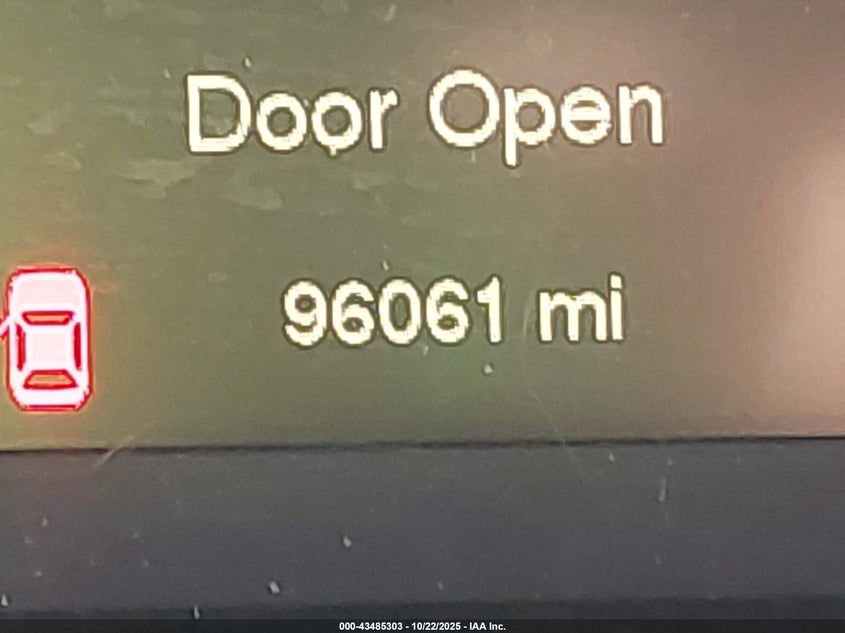 Door Open
96061 mi
000-43485303 - 10/22/2025 - IAA Inc.